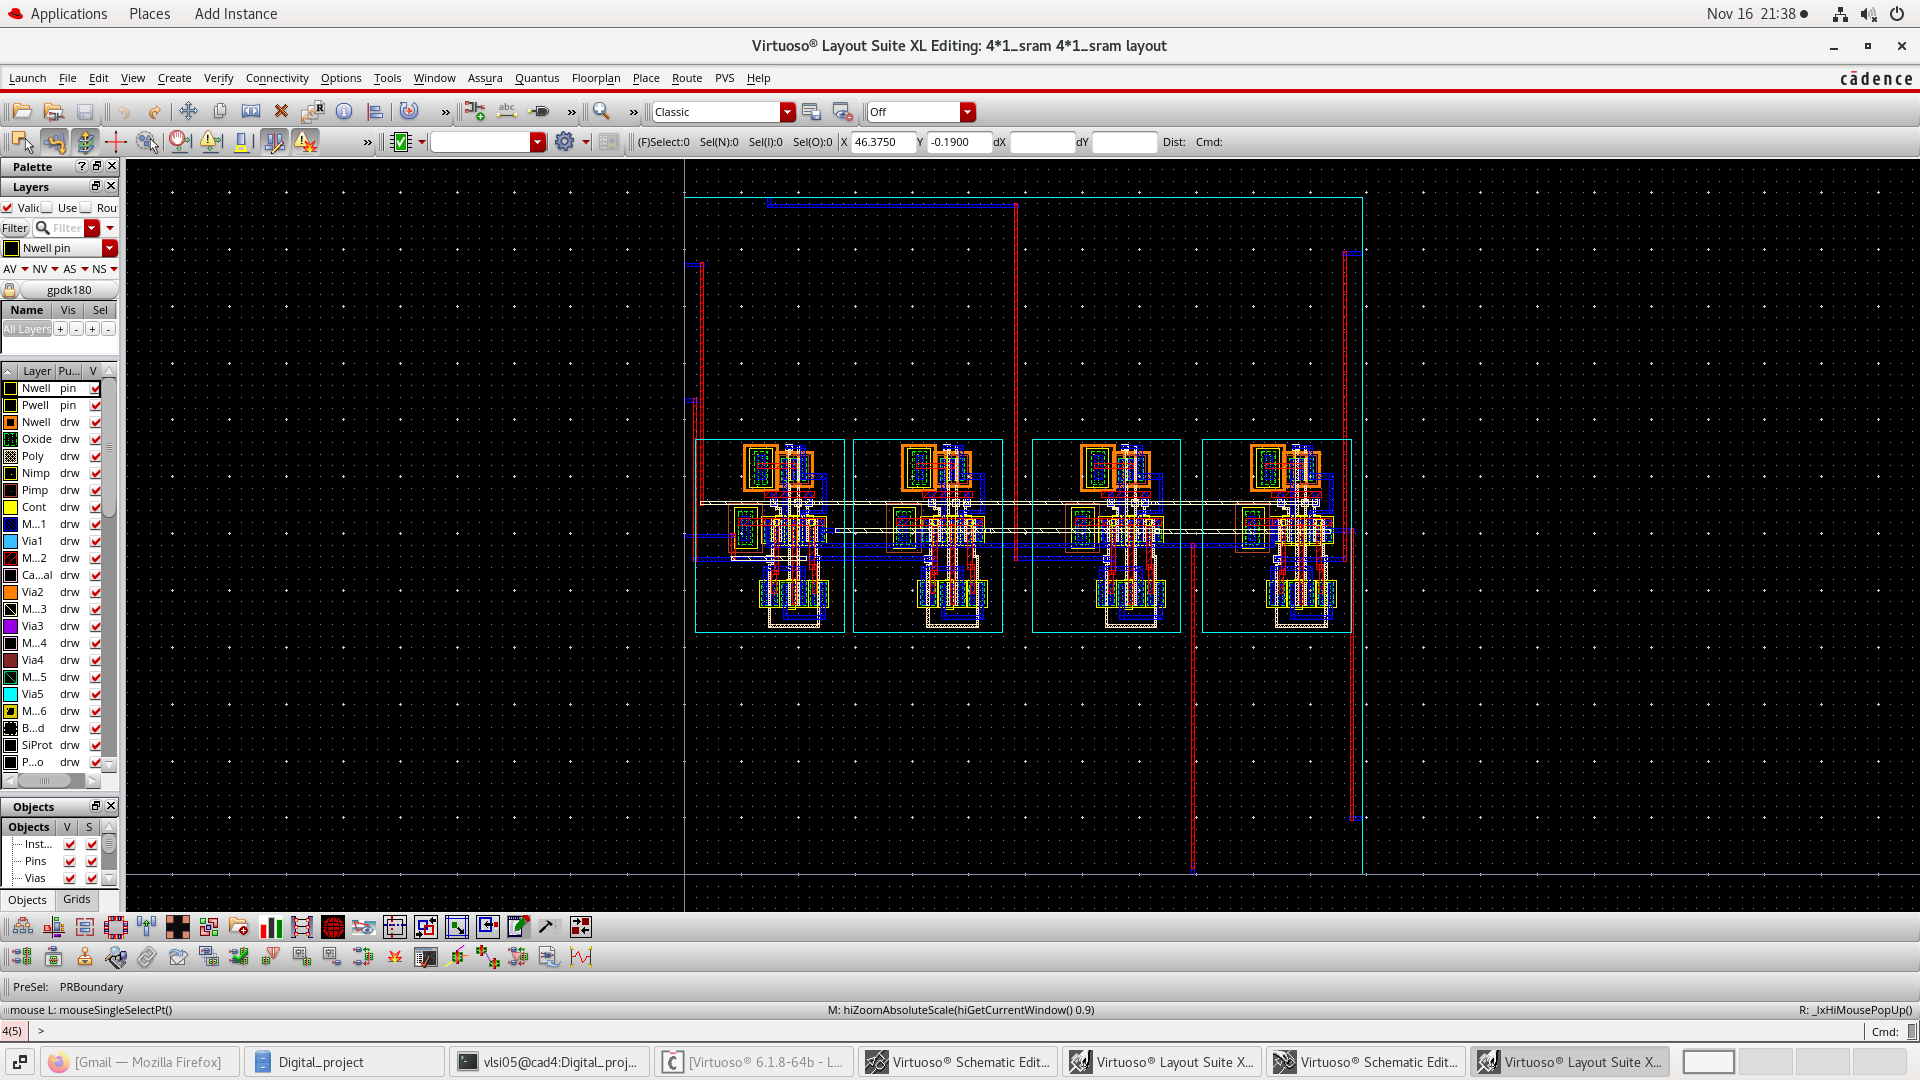 Applications Places Add Instance Nov 16 21:38
Virtuoso® Layout Suite XL Editing: 4*1_sram 4*1_sram layout
Launch File Edit View Create Verify Connectivity Options Tools Window Assura Quantus Floorplan Place Route PVS Help
cādence
R
abc
»
»
»
Classic
Off
»
(F)Select:0 Sel(N):0 Sel(I):0 Sel(O):0 X 46.3750 Y -0.1900 dX dY Dist: Cmd:
Palette ?
Layers
Valid Use Rou
Filter Filter
Nwell pin
AV NV AS NS
gpdk180
Name Vis Sel
All Layers + - + -
Layer Pu... V
Nwell pin
Pwell pin
Nwell drw
Oxide drw
Poly drw
Nimp drw
Pimp drw
Cont drw
M...1 drw
Via1 drw
M...2 drw
Ca...al drw
Via2 drw
M...3 drw
Via3 drw
M...4 drw
Via4 drw
M...5 drw
Via5 drw
M...6 drw
B...d drw
SiProt drw
P...o drw
Objects
Objects V S
Inst...
Pins
Vias
Objects Grids
PreSel: PRBoundary
mouse L: mouseSingleSelectPt() M: hiZoomAbsoluteScale(hiGetCurrentWindow() 0.9) R: _lxHiMousePopUp()
4(5) > Cmd:
[Gmail — Mozilla Firefox] Digital_project vlsi05@cad4:Digital_proj... [Virtuoso® 6.1.8-64b - L... Virtuoso® Schematic Edit... Virtuoso® Layout Suite X... Virtuoso® Schematic Edit... Virtuoso® Layout Suite X...